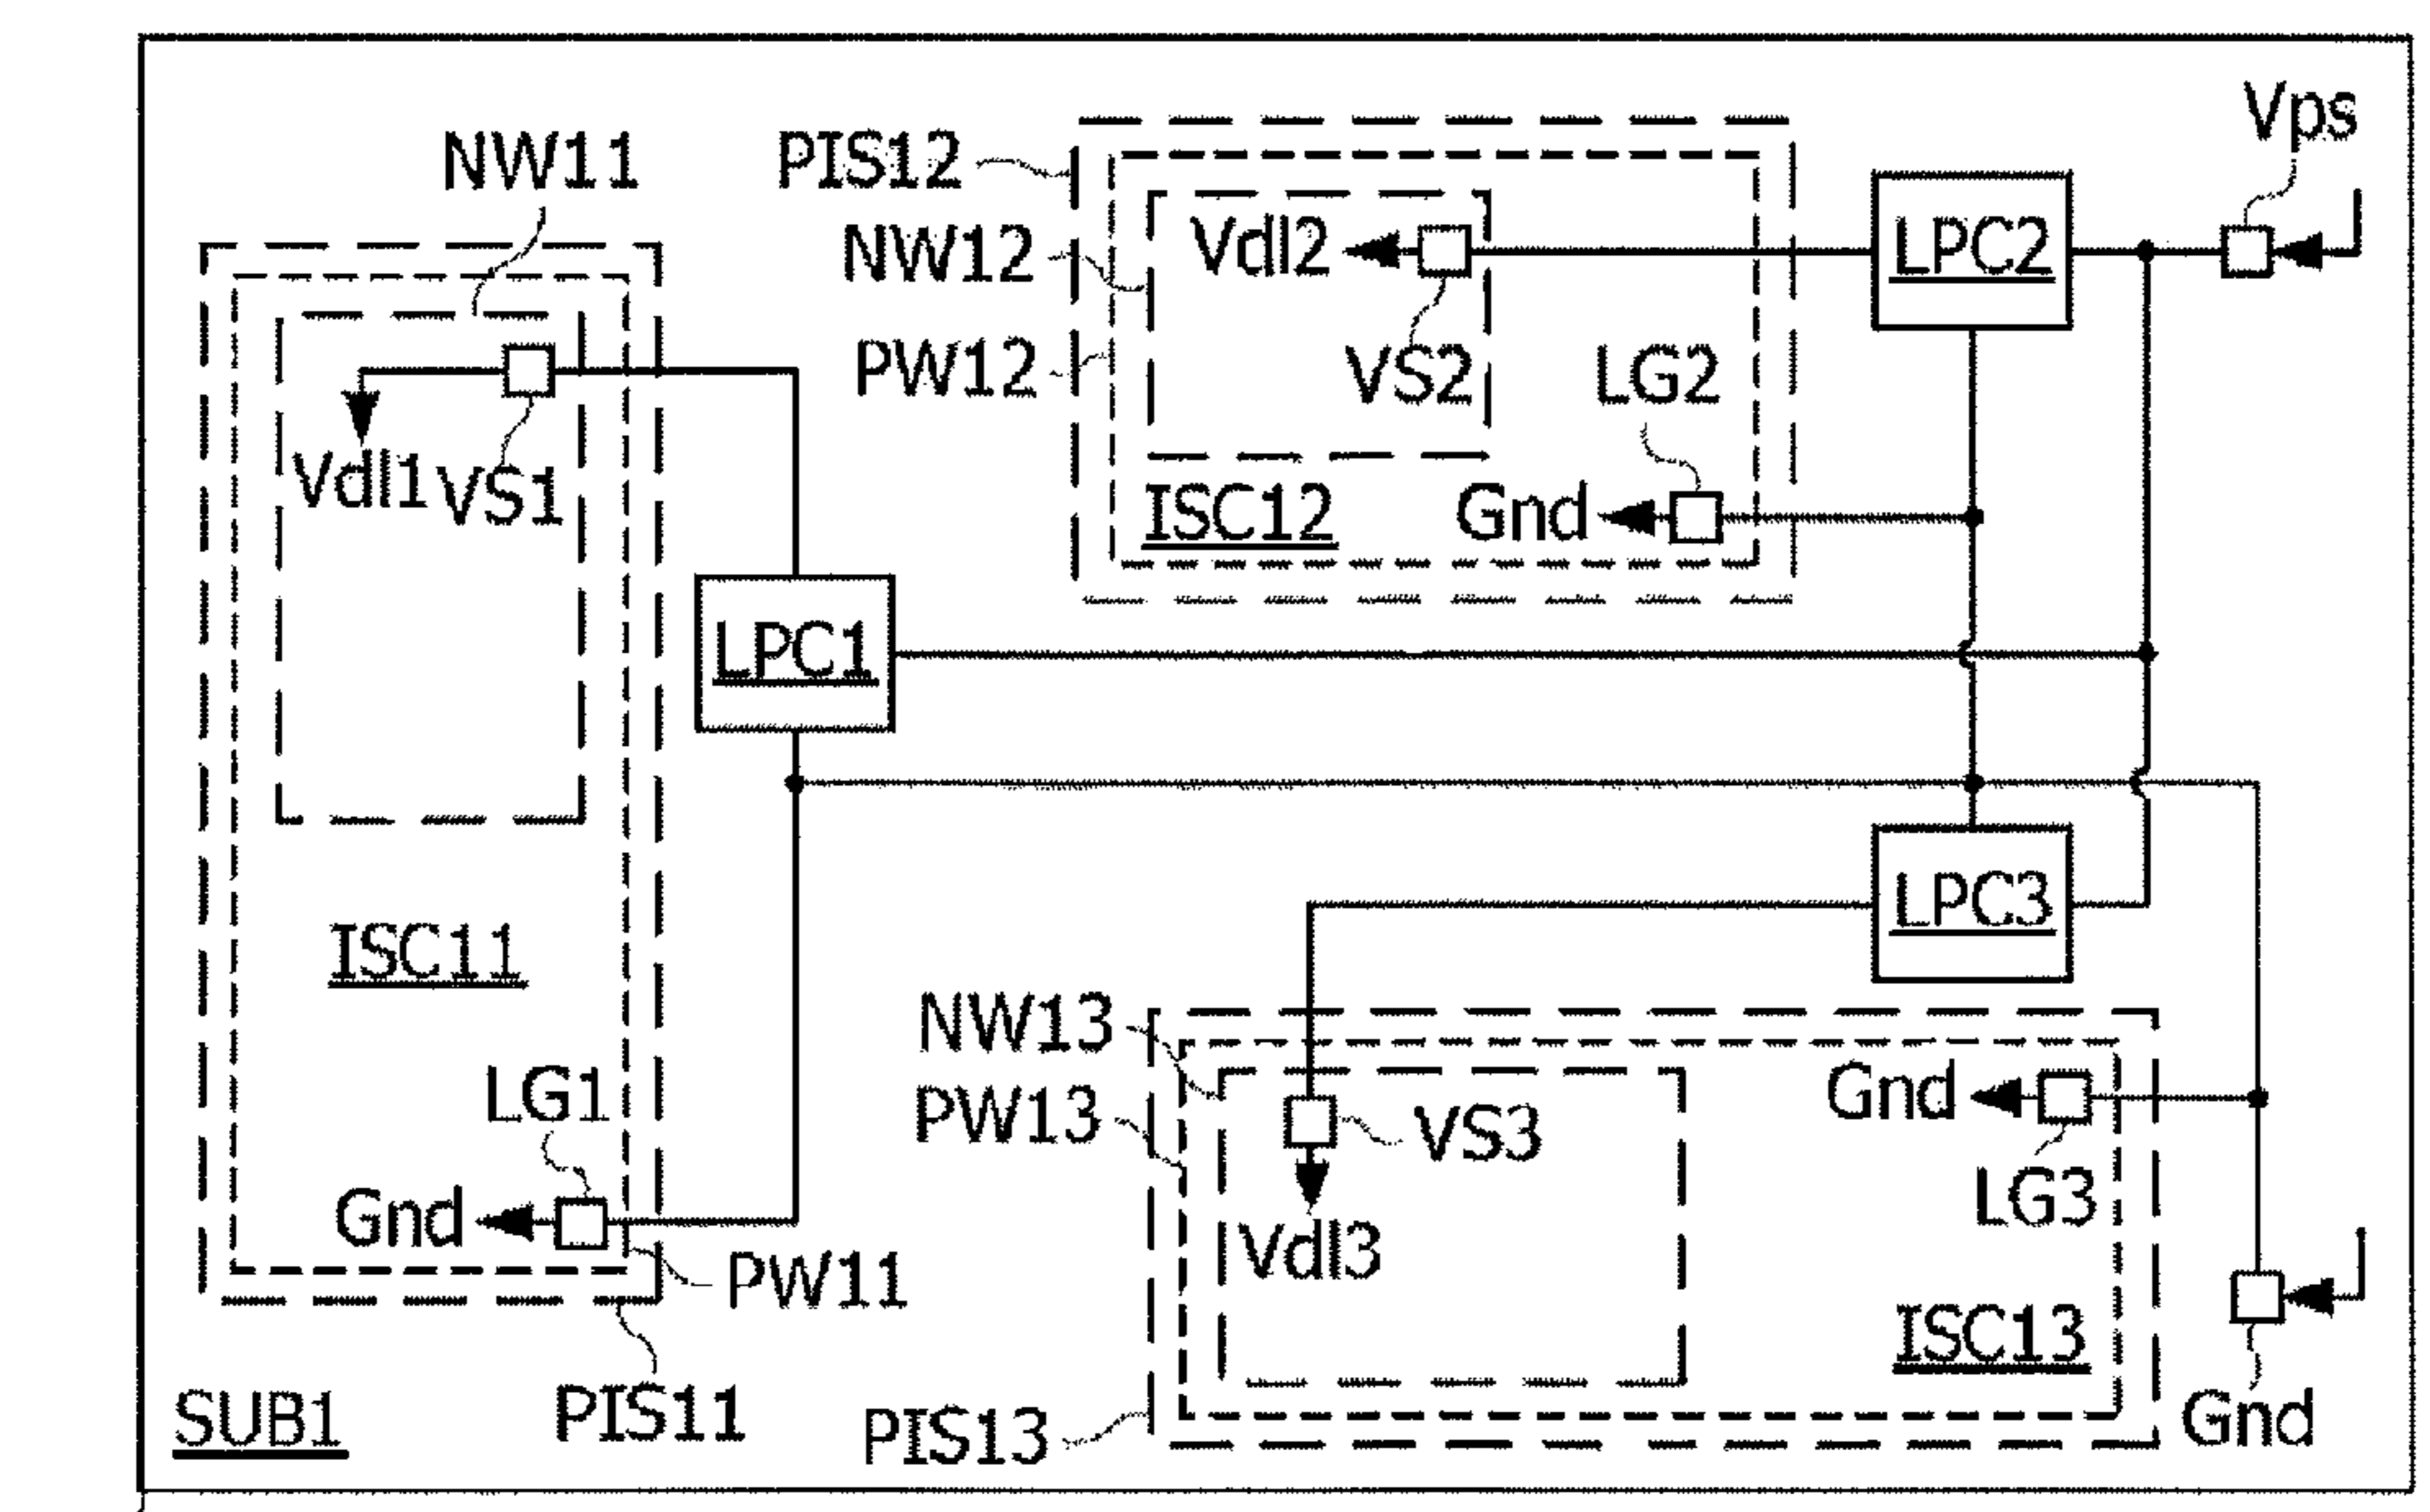 Vps
NW11
PIS12
NW12
Vdl2
LPC2
PW12
VS2
LG2
Vdl1
VS1
ISC12
Gnd
LPC1
LPC3
ISC11
NW13
LG1
PW13
VS3
Gnd
LG3
Gnd
Vdl3
PW11
ISC13
SUB1
PIS11
PIS13
Gnd